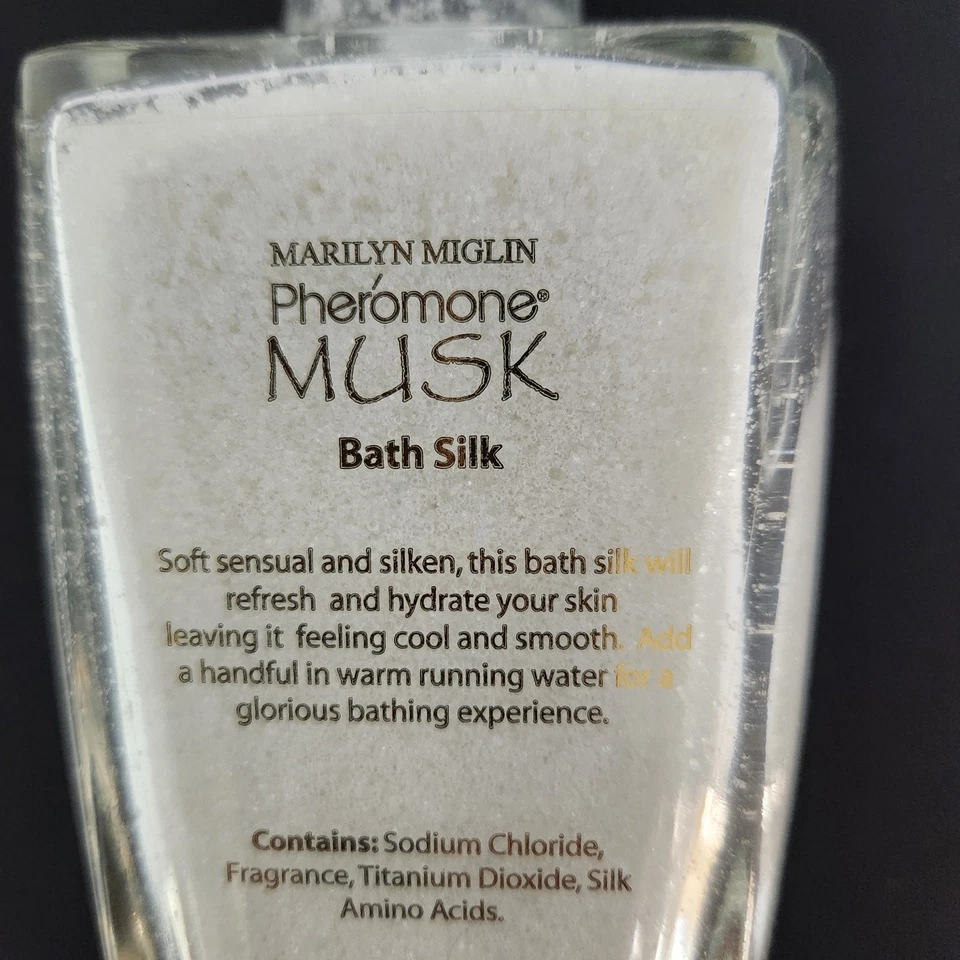 MARILYN MIGLIN
Pherómone®
MUSK
Bath Silk
Soft sensual and silken, this bath silk will
refresh and hydrate your skin
leaving it feeling cool and smooth. Add
a handful in warm running water for a
glorious bathing experience.
Contains: Sodium Chloride,
Fragrance, Titanium Dioxide, Silk
Amino Acids.